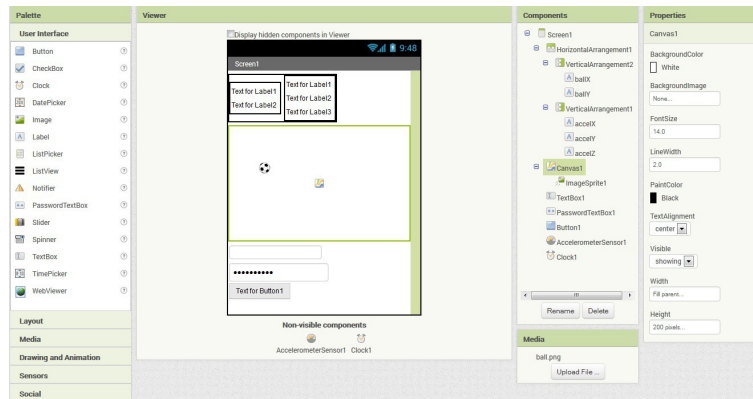 Palette
User Interface
Button
CheckBox
Clock
DatePicker
Image
Label
ListPicker
ListView
Notifier
PasswordTextBox
Slider
Spinner
TextBox
TimePicker
WebViewer
Layout
Media
Drawing and Animation
Sensors
Social
Viewer
Display hidden components in Viewer
9:48
Screen1
Text for Label1
Text for Label2
Text for Label1
Text for Label2
Text for Label3
Text for Button1
Non-visible components
AccelerometerSensor1 Clock1
Components
Screen1
HorizontalArrangement1
VerticalArrangement2
ballX
ballY
VerticalArrangement1
accelX
accelY
accelZ
Canvas1
ImageSprite1
TextBox1
PasswordTextBox1
Button1
AccelerometerSensor1
Clock1
Rename Delete
Media
ball.png
Upload File ...
Properties
Canvas1
BackgroundColor
White
BackgroundImage
None...
FontSize
14.0
LineWidth
2.0
PaintColor
Black
TextAlignment
center
Visible
showing
Width
Fill parent...
Height
200 pixels...